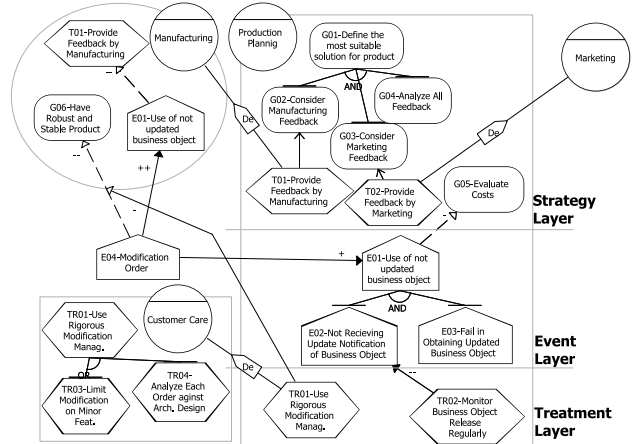 T01-Provide
Feedback by
Manufacturing
Manufacturing
Production
Plannig
G01-Define the
most suitable
solution for product
Marketing
AND
G06-Have
Robust and
Stable Product
E01-Use of not
updated
business object
G02-Consider
Manufacturing
Feedback
G04-Analyze All
Feedback
De
De
G03-Consider
Marketing
Feedback
T01-Provide
Feedback by
Manufacturing
T02-Provide
Feedback by
Marketing
G05-Evaluate
Costs
Strategy
Layer
--
--
++
-
-
+
E04-Modification
Order
E01-Use of not
updated
business object
AND
TR01-Use
Rigorous
Modification
Manag.
Customer Care
E02-Not Recieving
Update Notification
of Business Object
E03-Fail in
Obtaining Updated
Business Object
Event
Layer
OR
De
--
TR03-Limit
Modification
on Minor
Feat.
TR04-
Analyze Each
Order against
Arch. Design
TR01-Use
Rigorous
Modification
Manag.
TR02-Monitor
Business Object
Release
Regularly
Treatment
Layer